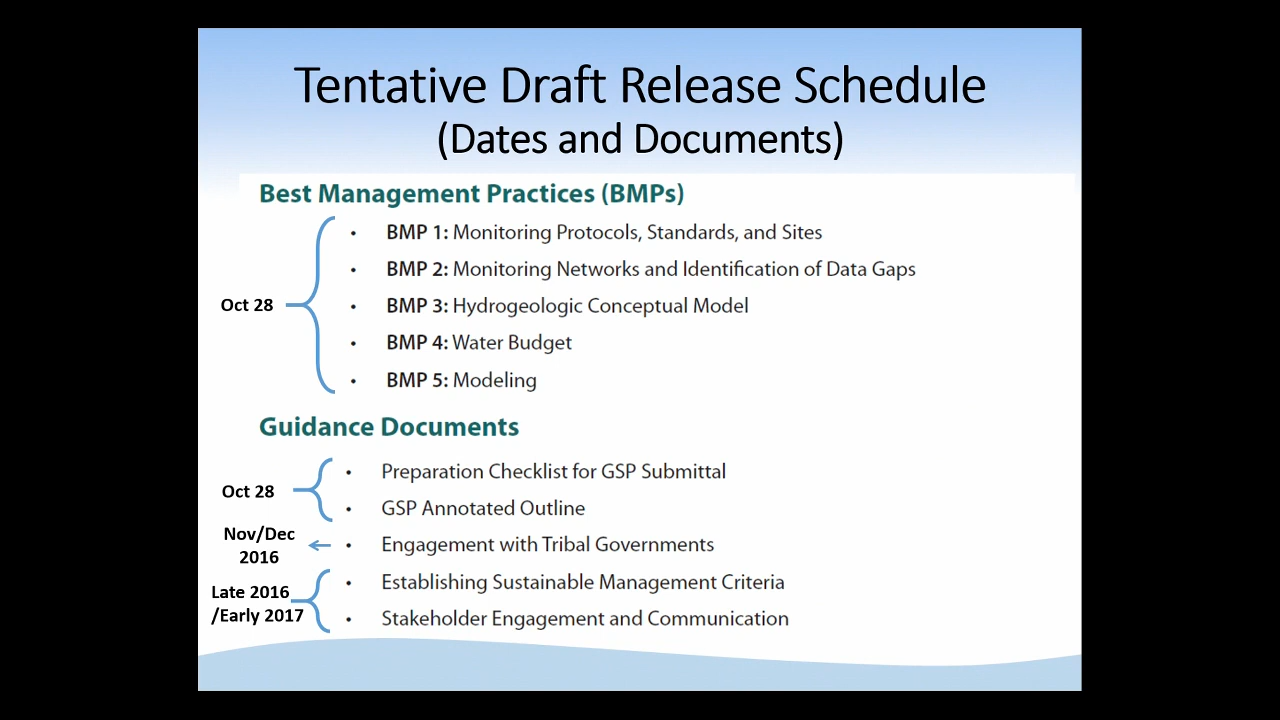 Tentative Draft Release Schedule
(Dates and Documents)
Best Management Practices (BMPs)
Oct 28
• BMP 1: Monitoring Protocols, Standards, and Sites
• BMP 2: Monitoring Networks and Identification of Data Gaps
• BMP 3: Hydrogeologic Conceptual Model
• BMP 4: Water Budget
• BMP 5: Modeling
Guidance Documents
Oct 28
• Preparation Checklist for GSP Submittal
• GSP Annotated Outline
Nov/Dec
2016
• Engagement with Tribal Governments
Late 2016
/Early 2017
• Establishing Sustainable Management Criteria
• Stakeholder Engagement and Communication